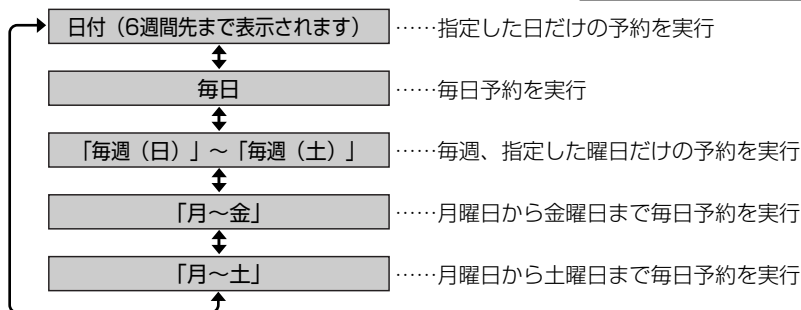 日付（6週間先まで表示されます） ……指定した日だけの予約を実行
毎日 ……毎日予約を実行
「毎週（日）」～「毎週（土）」 ……毎週、指定した曜日だけの予約を実行
「月～金」 ……月曜日から金曜日まで毎日予約を実行
「月～土」 ……月曜日から土曜日まで毎日予約を実行